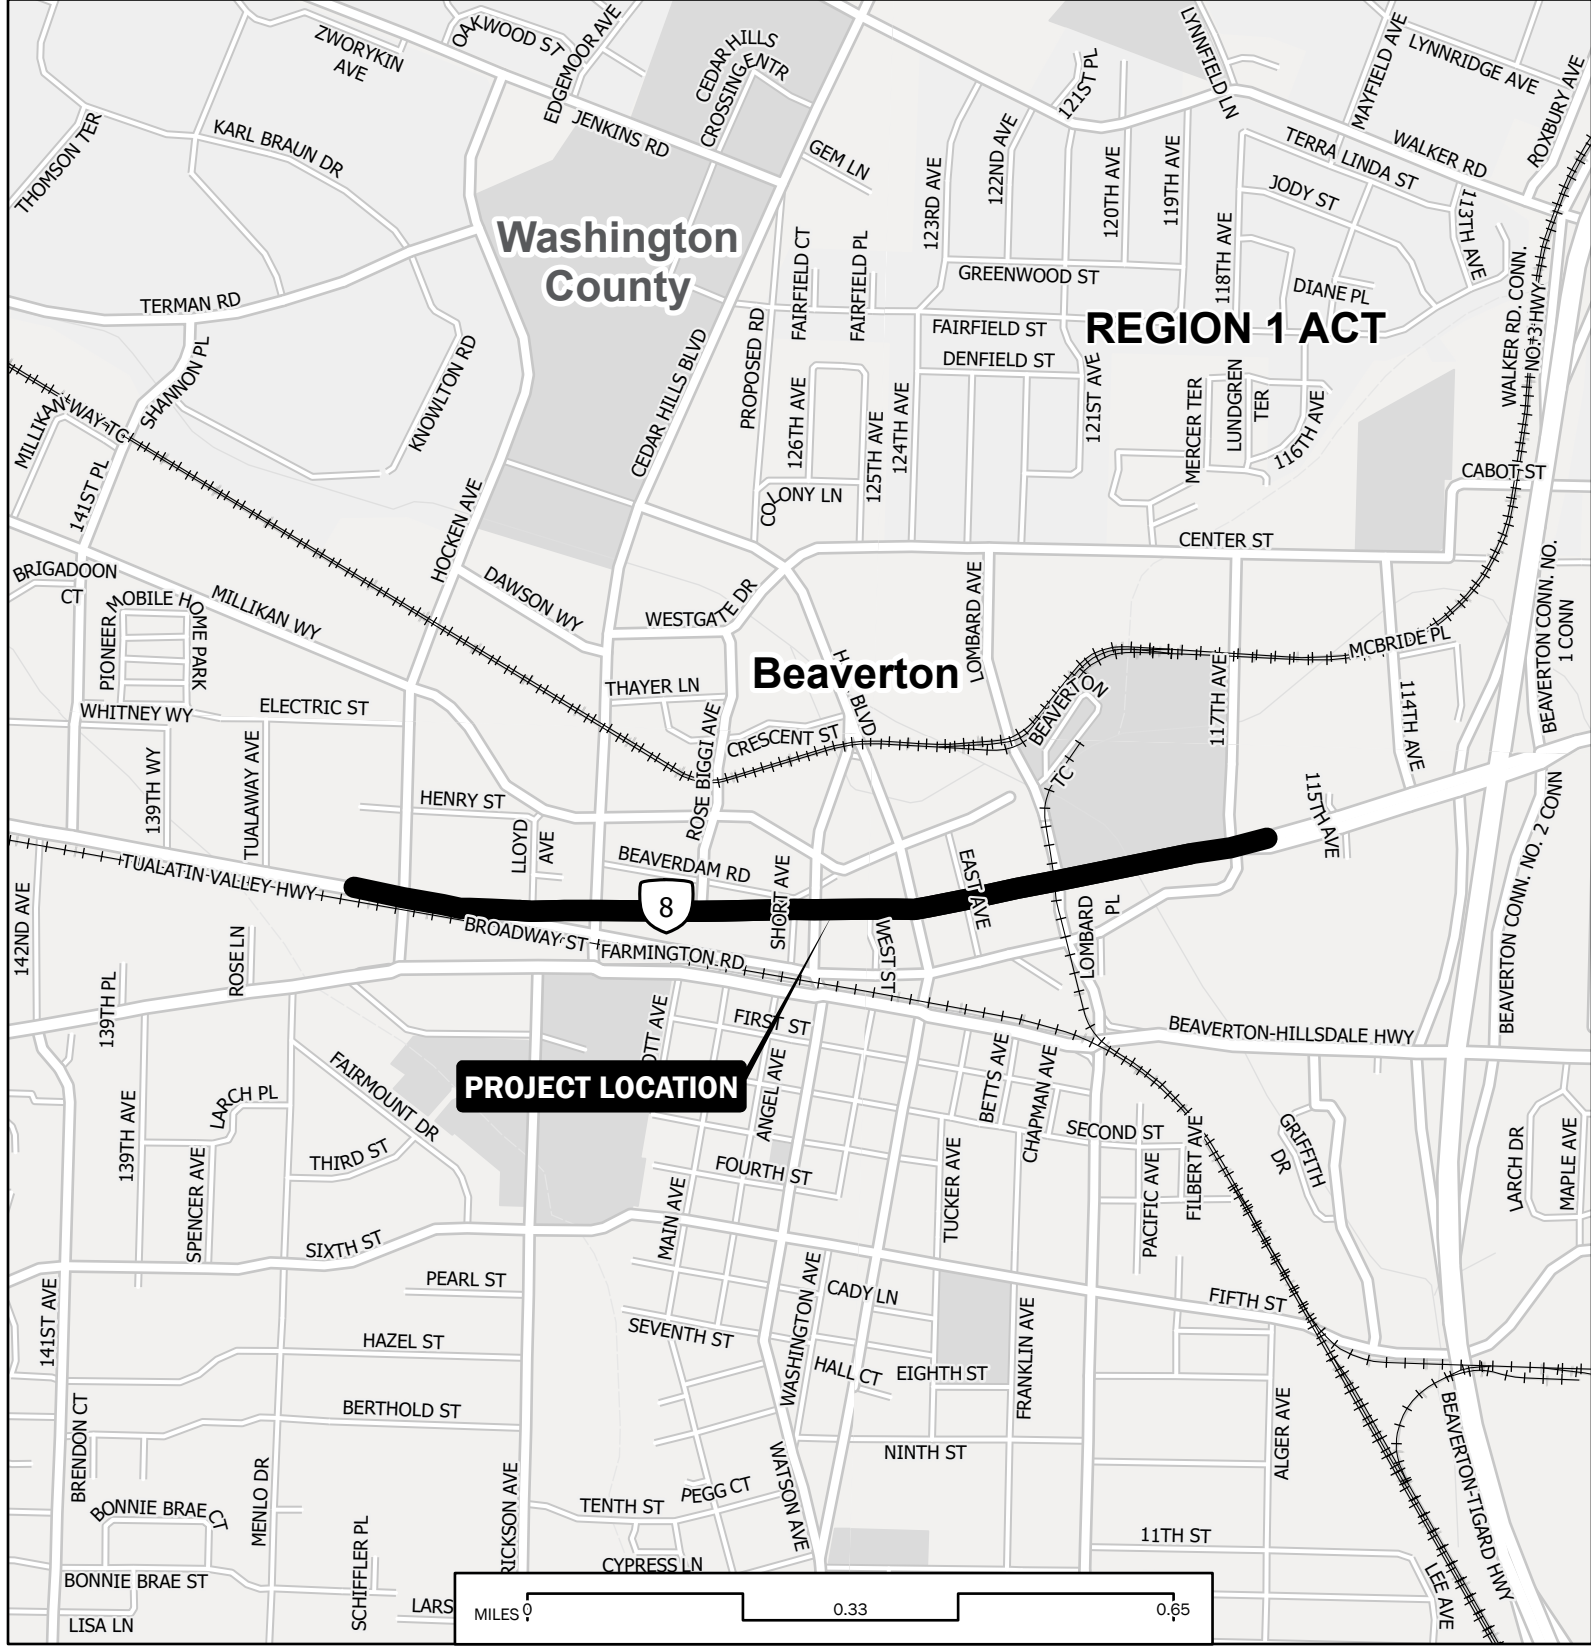 ZWORYKIN
AVE
OAKWOOD ST
EDGEMOOR AVE
CEDAR HILLS
CROSSING ENTR
LYNNFIELD LN
MAYFIELD AVE
LYNNRIDGE AVE
ROXBURY AVE
THOMSON TER
KARL BRAUN DR
JENKINS RD
GEM LN
121ST PL
122ND AVE
123RD AVE
120TH AVE
119TH AVE
WALKER RD
TERRA LINDA ST
JODY ST
113TH AVE
118TH AVE
Washington
County
FAIRFIELD CT
FAIRFIELD PL
GREENWOOD ST
DIANE PL
WALKER RD. CONN.
NO. 3 HWY
TERMAN RD
SHANNON PL
KNOWLTON RD
CEDAR HILLS BLVD
PROPOSED RD
FAIRFIELD ST
REGION 1 ACT
DENFIELD ST
126TH AVE
125TH AVE
124TH AVE
121ST AVE
MERCER TER
LUNDGREN
TER
116TH AVE
MILLIKAN WAY TC
141ST PL
HOCKEN AVE
COLONY LN
CABOT ST
CENTER ST
BRIGADOON
CT
PIONEER MOBILE HOME PARK
MILLIKAN WY
DAWSON WY
WESTGATE DR
LOMBARD AVE
BEAVERTON CONN. NO.
1 CONN
MCBRIDE PL
THAYER LN
Beaverton
BLVD
BEAVERTON
TC
117TH AVE
114TH AVE
WHITNEY WY
ELECTRIC ST
139TH WY
TUALAWAY AVE
ROSE BIGGI AVE
CRESCENT ST
HENRY ST
LLOYD
AVE
115TH AVE
BEAVERTON CONN. NO. 2 CONN
TUALATIN VALLEY HWY
BEAVERDAM RD
8
SHORT AVE
EAST AVE
142ND AVE
ROSE LN
BROADWAY ST
FARMINGTON RD
WEST ST
LOMBARD
PL
139TH PL
FIRST ST
BEAVERTON-HILLSDALE HWY
PROJECT LOCATION
OTT AVE
ANGEL AVE
BETTS AVE
CHAPMAN AVE
FAIRMOUNT DR
LARCH PL
139TH AVE
SPENCER AVE
THIRD ST
SECOND ST
FILBERT AVE
GRIFFITH
DR
LARCH DR
MAPLE AVE
FOURTH ST
MAIN AVE
TUCKER AVE
PACIFIC AVE
SIXTH ST
PEARL ST
141ST AVE
WASHINGTON AVE
CADY LN
FIFTH ST
SEVENTH ST
HAZEL ST
HALL CT
EIGHTH ST
FRANKLIN AVE
BERTHOLD ST
BRENDON CT
MENLO DR
NINTH ST
ALGER AVE
BEAVERTON-TIGARD HWY
WATSON AVE
PEGG CT
TENTH ST
BONNIE BRAE CT
SCHIFFLER PL
RICKSON AVE
CYPRESS LN
11TH ST
BONNIE BRAE ST
LARS
LISA LN
LEE AVE
MILES 0 0.33 0.65